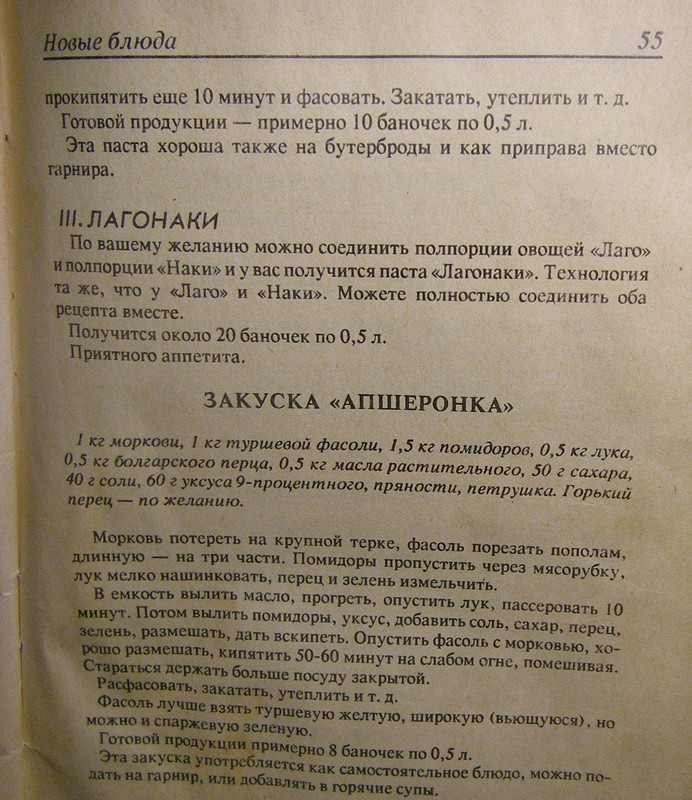 Новые блюда 55
прокипятить еще 10 минут и фасовать. Закатать, утеплить и т. д.
Готовой продукции — примерно 10 баночек по 0,5 л.
Эта паста хороша также на бутерброды и как приправа вместо
гарнира.
III. ЛАГОНАКИ
По вашему желанию можно соединить полпорции овощей «Лаго»
и полпорции «Наки» и у вас получится паста «Лагонаки». Технология
та же, что у «Лаго» и «Наки». Можете полностью соединить оба
рецепта вместе.
Получится около 20 баночек по 0,5 л.
Приятного аппетита.
ЗАКУСКА «АПШЕРОНКА»
1 кг моркови, 1 кг туршевой фасоли, 1,5 кг помидоров, 0,5 кг лука,
0,5 кг болгарского перца, 0,5 кг масла растительного, 50 г сахара,
40 г соли, 60 г уксуса 9-процентного, пряности, петрушка. Горький
перец — по желанию.
Морковь потереть на крупной терке, фасоль порезать пополам,
длинную — на три части. Помидоры пропустить через мясорубку,
лук мелко нашинковать, перец и зелень измельчить.
В емкость вылить масло, прогреть, опустить лук, пассеровать 10
минут. Потом вылить помидоры, уксус, добавить соль, сахар, перец,
зелень, размешать, дать вскипеть. Опустить фасоль с морковью, хо-
рошо размешать, кипятить 50-60 минут на слабом огне, помешивая.
Стараться держать больше посуду закрытой.
Расфасовать, закатать, утеплить и т. д.
Фасоль лучше взять туршевую желтую, широкую (вьющуюся), но
можно и спаржевую зеленую.
Готовой продукции примерно 8 баночек по 0,5 л.
Эта закуска употребляется как самостоятельное блюдо, можно по-
дать на гарнир, или добавлять в горячие супы.